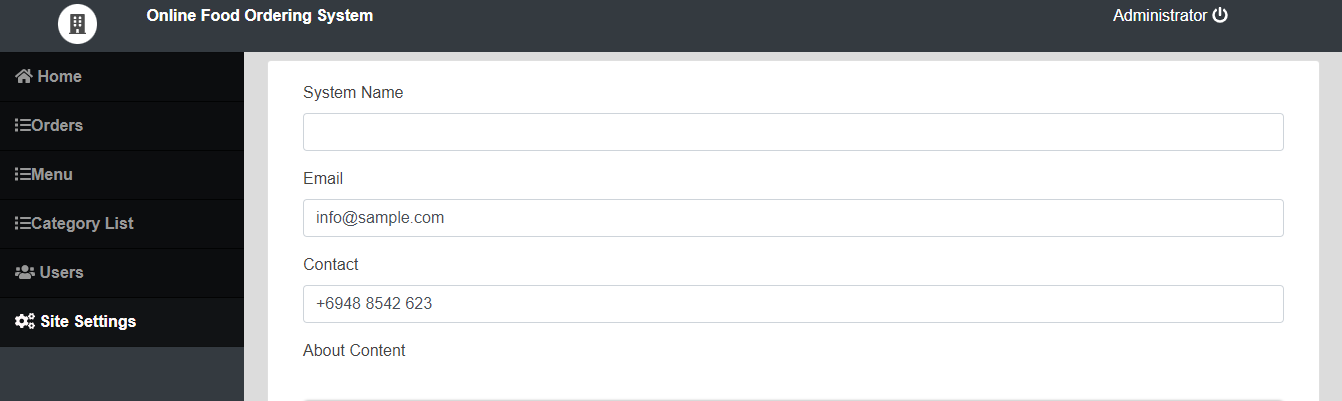 Online Food Ordering System
Administrator
Home
Orders
Menu
Category List
Users
Site Settings
System Name
Email
info@sample.com
Contact
+6948 8542 623
About Content